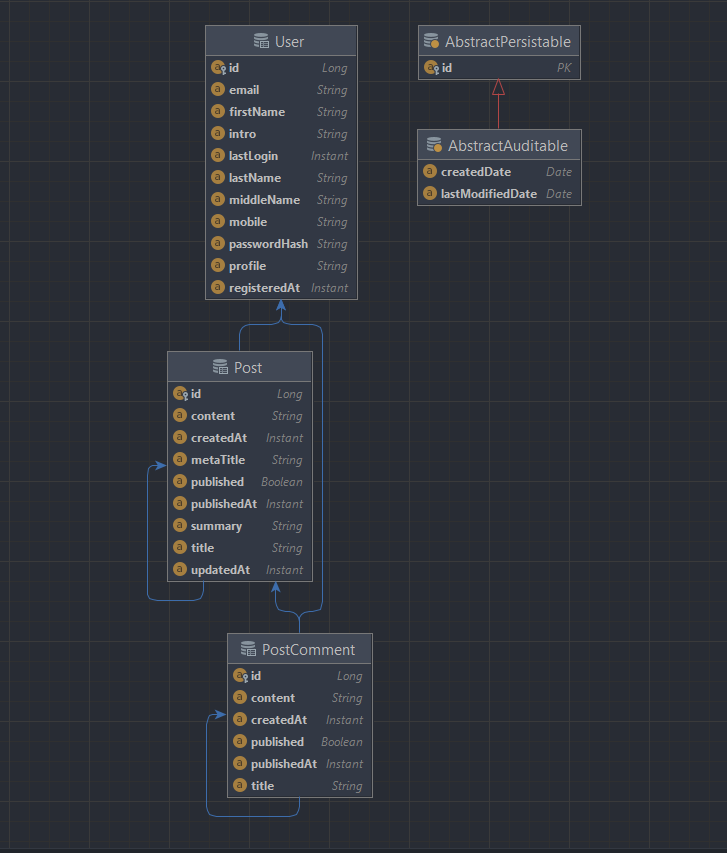 User
id Long
email String
firstName String
intro String
lastLogin Instant
lastName String
middleName String
mobile String
passwordHash String
profile String
registeredAt Instant
AbstractPersistable
id PK
AbstractAuditable
createdDate Date
lastModifiedDate Date
Post
id Long
content String
createdAt Instant
metaTitle String
published Boolean
publishedAt Instant
summary String
title String
updatedAt Instant
PostComment
id Long
content String
createdAt Instant
published Boolean
publishedAt Instant
title String